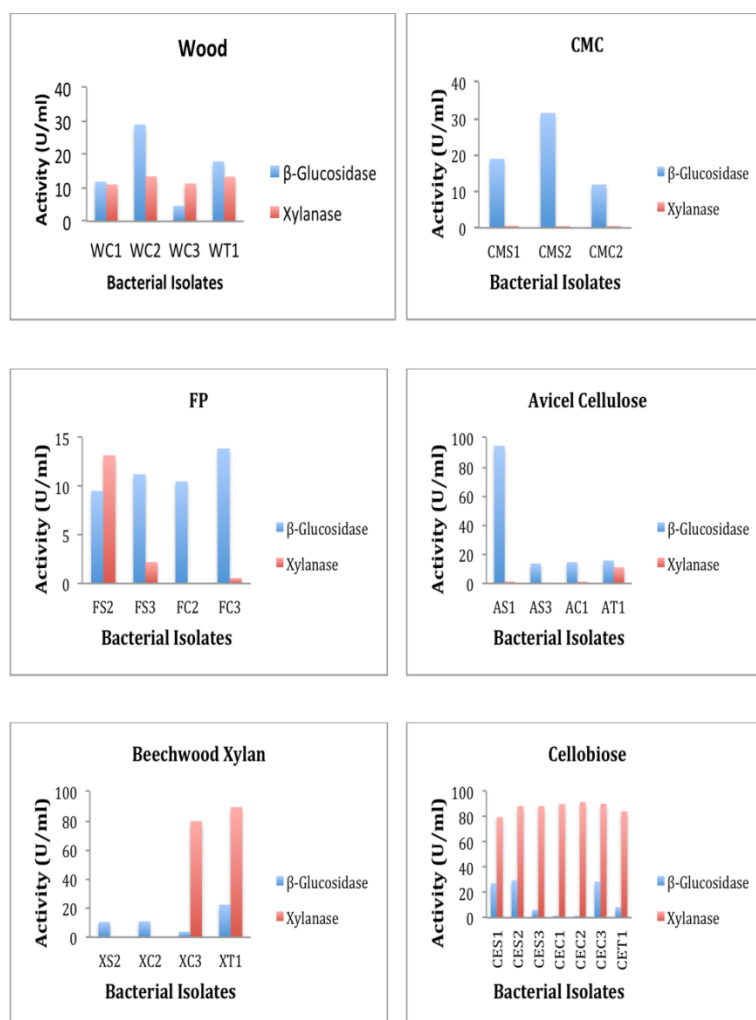 Wood
Activity (U/ml)
40
30
20
10
0
WC1 WC2 WC3 WT1
Bacterial Isolates
β-Glucosidase
Xylanase
CMC
Activity (U/ml)
40
30
20
10
0
CMS1 CMS2 CMC2
Bacterial Isolates
β-Glucosidase
Xylanase
FP
Activity (U/ml)
15
10
5
0
FS2 FS3 FC2 FC3
Bacterial Isolates
β-Glucosidase
Xylanase
Avicel Cellulose
Activity (U/ml)
100
80
60
40
20
0
AS1 AS3 AC1 AT1
Bacterial Isolates
β-Glucosidase
Xylanase
Beechwood Xylan
Activity (U/ml)
100
80
60
40
20
0
XS2 XC2 XC3 XT1
Bacterial Isolates
β-Glucosidase
Xylanase
Cellobiose
Activity (U/ml)
100
80
60
40
20
0
CES1
CES2
CES3
CEC1
CEC2
CEC3
CET1
Bacterial Isolates
β-Glucosidase
Xylanase